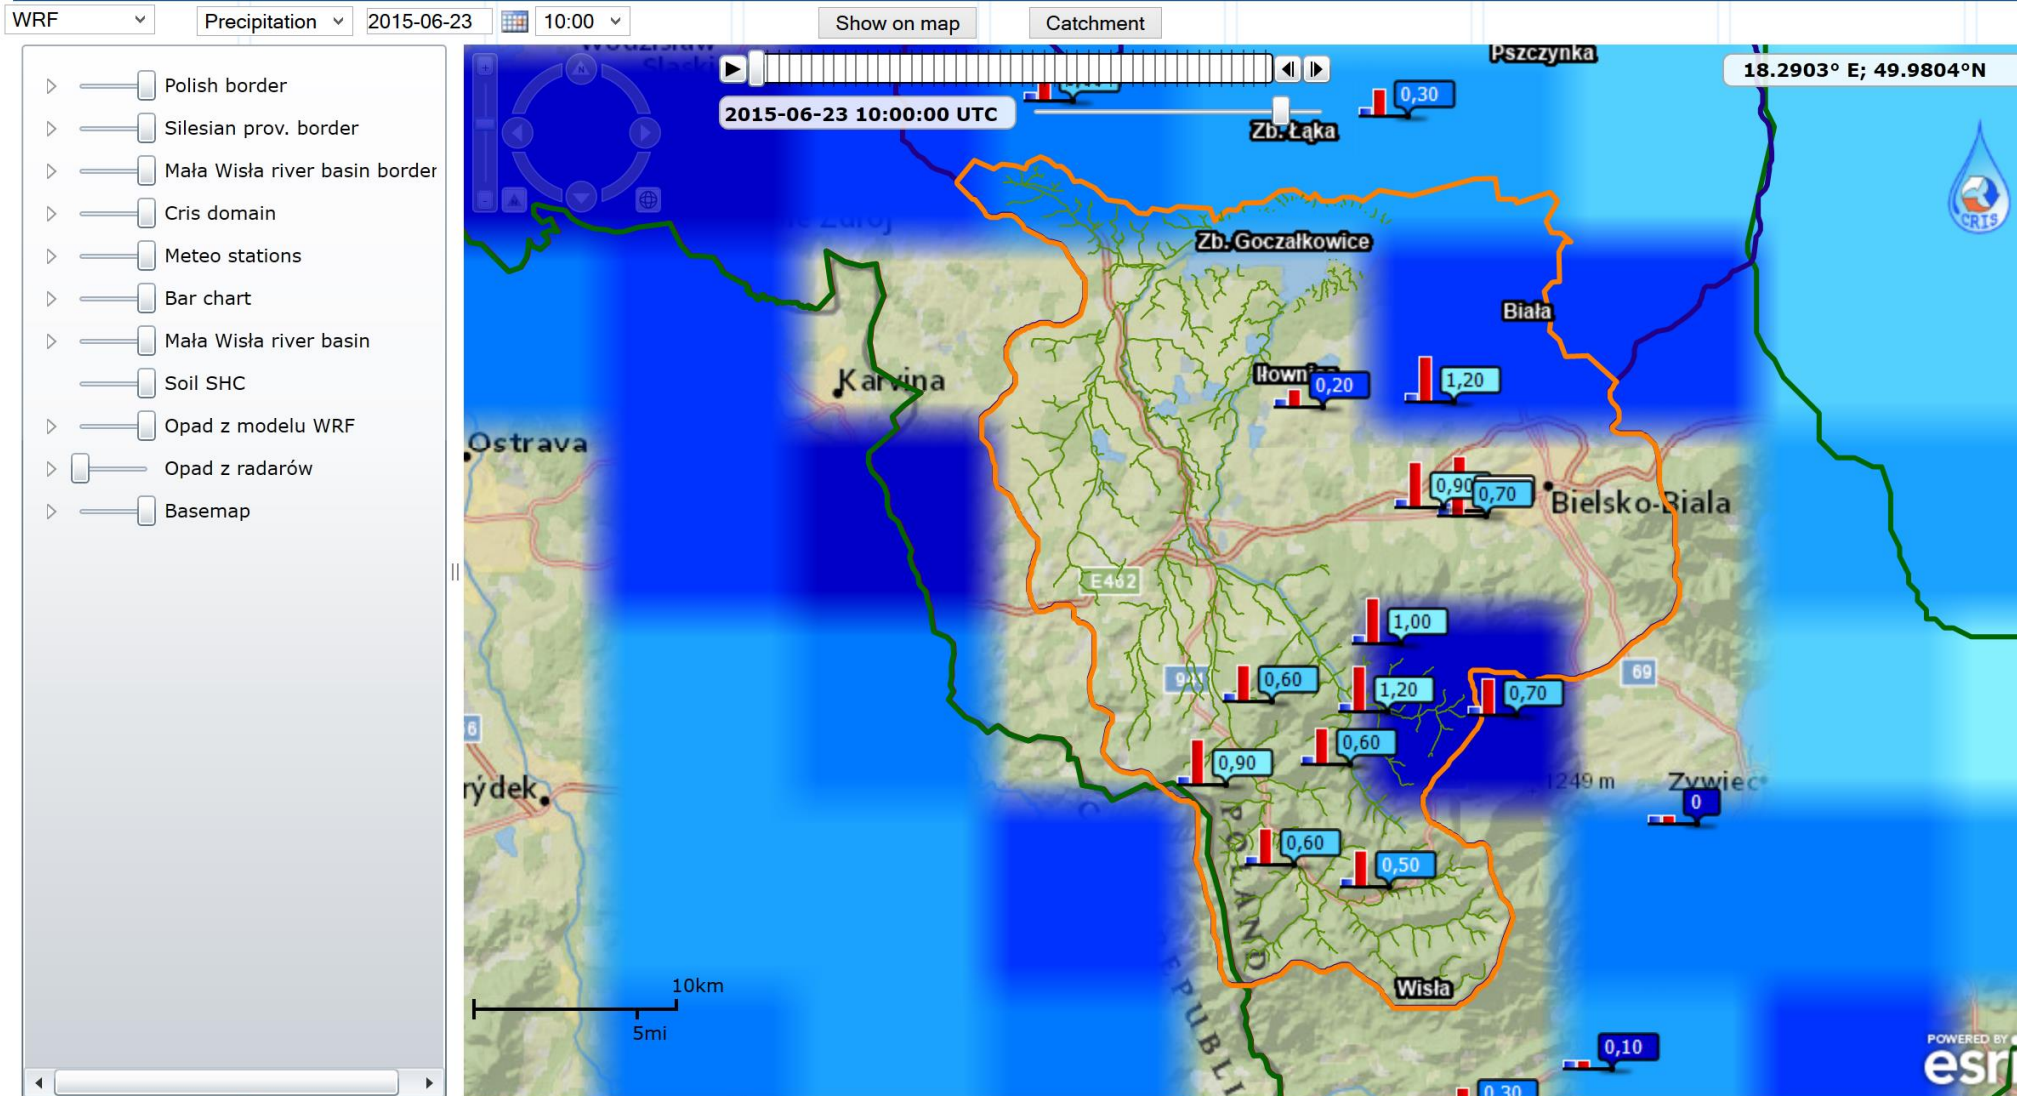 WRF
Precipitation
2015-06-23
10:00
Show on map
Catchment
Polish border
Silesian prov. border
Mała Wisła river basin border
Cris domain
Meteo stations
Bar chart
Mała Wisła river basin
Soil SHC
Opad z modelu WRF
Opad z radarów
Basemap
18.2903° E; 49.9804°N
2015-06-23 10:00:00 UTC
Pszczynka
0,30
Zb. Łąka
CRIS
Zb. Goczałkowice
Biała
Karvina
0,20
1,20
Ostrava
0,90
0,70
Bielsko-Biala
E462
1,00
941
0,60
1,20
0,70
69
0,60
0,90
rýdek
1249 m
Zywiec
0
0,60
0,50
POLAND
Wisła
10km
5mi
0,10
0,30
POWERED BY
esri